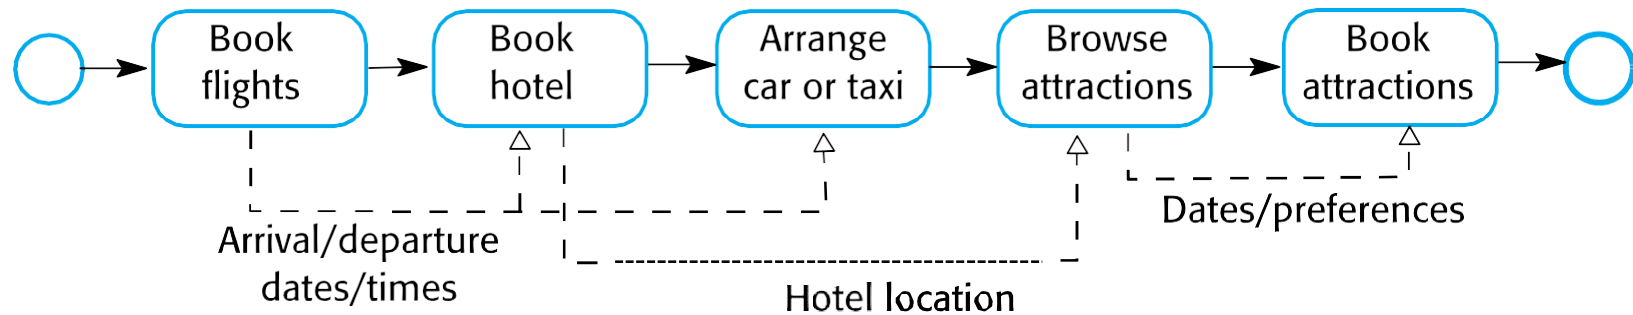 Book
flights
Book
hotel
Arrange
car or taxi
Browse
attractions
Book
attractions
Arrival/departure
dates/times
Hotel location
Dates/preferences